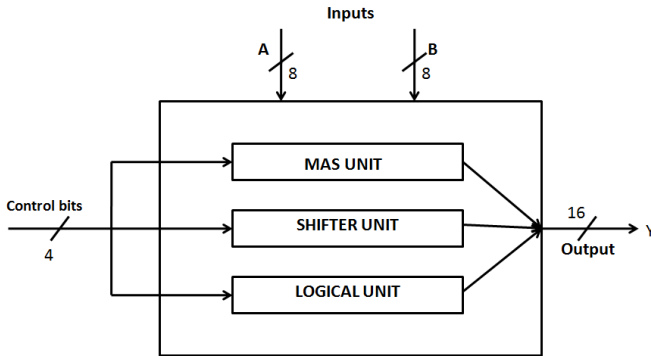 Inputs
A
B
8
8
MAS UNIT
Control bits
4
SHIFTER UNIT
16
Y
Output
LOGICAL UNIT